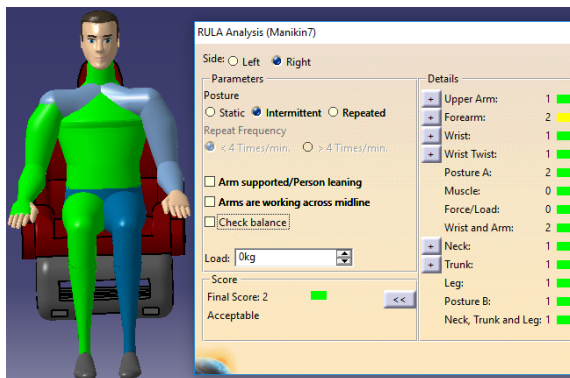 RULA Analysis (Manikin7)
Side: Left Right
Parameters
Posture
Static Intermittent Repeated
Repeat Frequency
< 4 Times/min. > 4 Times/min.
Arm supported/Person leaning
Arms are working across midline
Check balance
Load: 0kg
Score
Final Score: 2
<<
Acceptable
Details
+ Upper Arm: 1
+ Forearm: 2
+ Wrist: 1
+ Wrist Twist: 1
Posture A: 2
Muscle: 0
Force/Load: 0
Wrist and Arm: 2
+ Neck: 1
+ Trunk: 1
Leg: 1
Posture B: 1
Neck, Trunk and Leg: 1